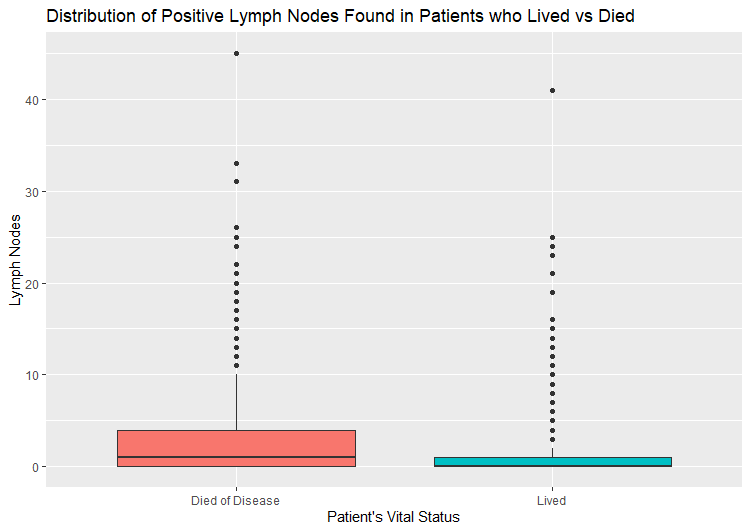 Distribution of Positive Lymph Nodes Found in Patients who Lived vs Died
40
30
20
10
0
Lymph Nodes
Died of Disease
Lived
Patient's Vital Status